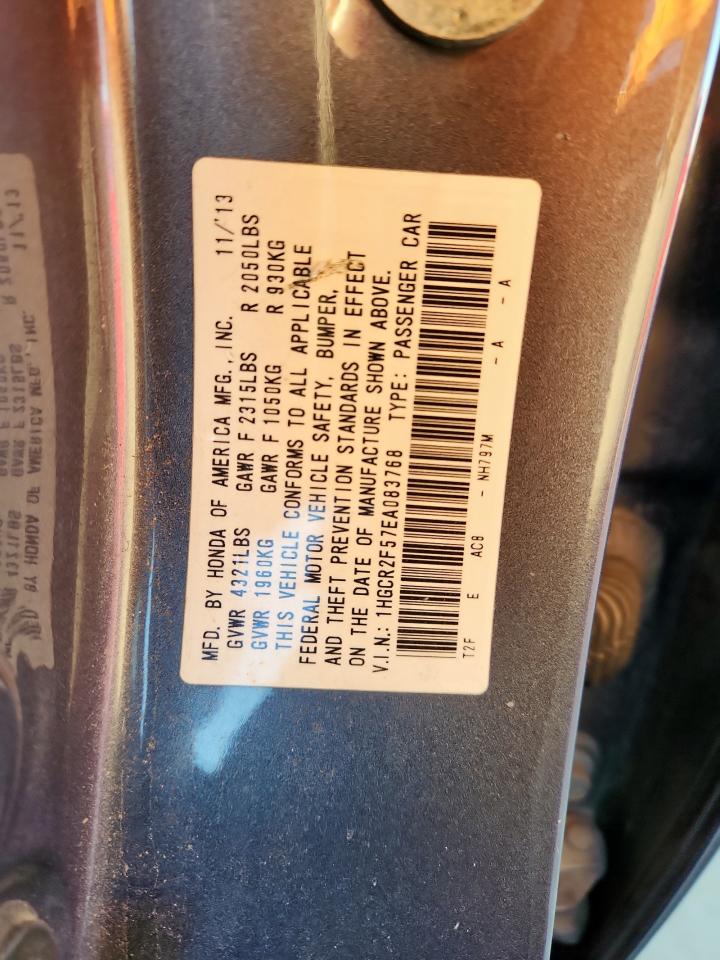 MFD. BY HONDA OF AMERICA MFG., INC. 11/'13
GVWR 4321LBS GAWR F 2315LBS R 2050LBS
GVWR 1960KG GAWR F 1050KG R 930KG
THIS VEHICLE CONFORMS TO ALL APPLICABLE
FEDERAL MOTOR VEHICLE SAFETY, BUMPER,
AND THEFT PREVENTION STANDARDS IN EFFECT
ON THE DATE OF MANUFACTURE SHOWN ABOVE.
V.I.N.: 1HGCR2F57EA083768 TYPE: PASSENGER CAR
T2F E AC8 - NH797M - A - A